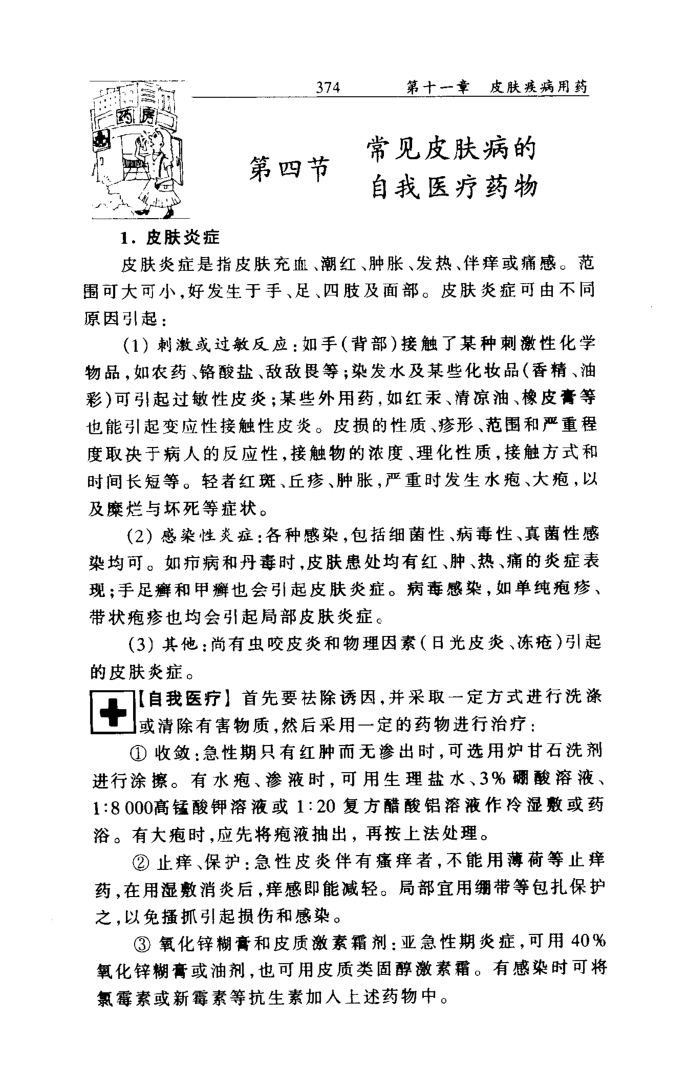 374 第十一章 皮肤疾病用药
药房
第四节
常见皮肤病的
自我医疗药物
1. 皮肤炎症
皮肤炎症是指皮肤充血、潮红、肿胀、发热、伴痒或痛感。范
围可大可小,好发生于手、足、四肢及面部。皮肤炎症可由不同
原因引起:
(1) 刺激或过敏反应:如手(背部)接触了某种刺激性化学
物品,如农药、铬酸盐、敌敌畏等;染发水及某些化妆品(香精、油
彩)可引起过敏性皮炎;某些外用药,如红汞、清凉油、橡皮膏等
也能引起变应性接触性皮炎。皮损的性质、疹形、范围和严重程
度取决于病人的反应性,接触物的浓度、理化性质,接触方式和
时间长短等。轻者红斑、丘疹、肿胀,严重时发生水疱、大疱,以
及糜烂与坏死等症状。
(2) 感染性炎症:各种感染,包括细菌性、病毒性、真菌性感
染均可。如疖病和丹毒时,皮肤患处均有红、肿、热、痛的炎症表
现;手足癣和甲癣也会引起皮肤炎症。病毒感染,如单纯疱疹、
带状疱疹也均会引起局部皮肤炎症。
(3) 其他:尚有虫咬皮炎和物理因素(日光皮炎、冻疮)引起
的皮肤炎症。
【自我医疗】首先要祛除诱因,并采取一定方式进行洗涤
或清除有害物质,然后采用一定的药物进行治疗:
① 收敛:急性期只有红肿而无渗出时,可选用炉甘石洗剂
进行涂擦。有水疱、渗液时,可用生理盐水、3% 硼酸溶液、
1:8 000高锰酸钾溶液或 1:20 复方醋酸铝溶液作冷湿敷或药
浴。有大疱时,应先将疱液抽出,再按上法处理。
② 止痒、保护:急性皮炎伴有瘙痒者,不能用薄荷等止痒
药,在用湿敷消炎后,痒感即能减轻。局部宜用绷带等包扎保护
之,以免搔抓引起损伤和感染。
③ 氧化锌糊膏和皮质激素霜剂:亚急性期炎症,可用 40%
氧化锌糊膏或油剂,也可用皮质类固醇激素霜。有感染时可将
氯霉素或新霉素等抗生素加入上述药物中。